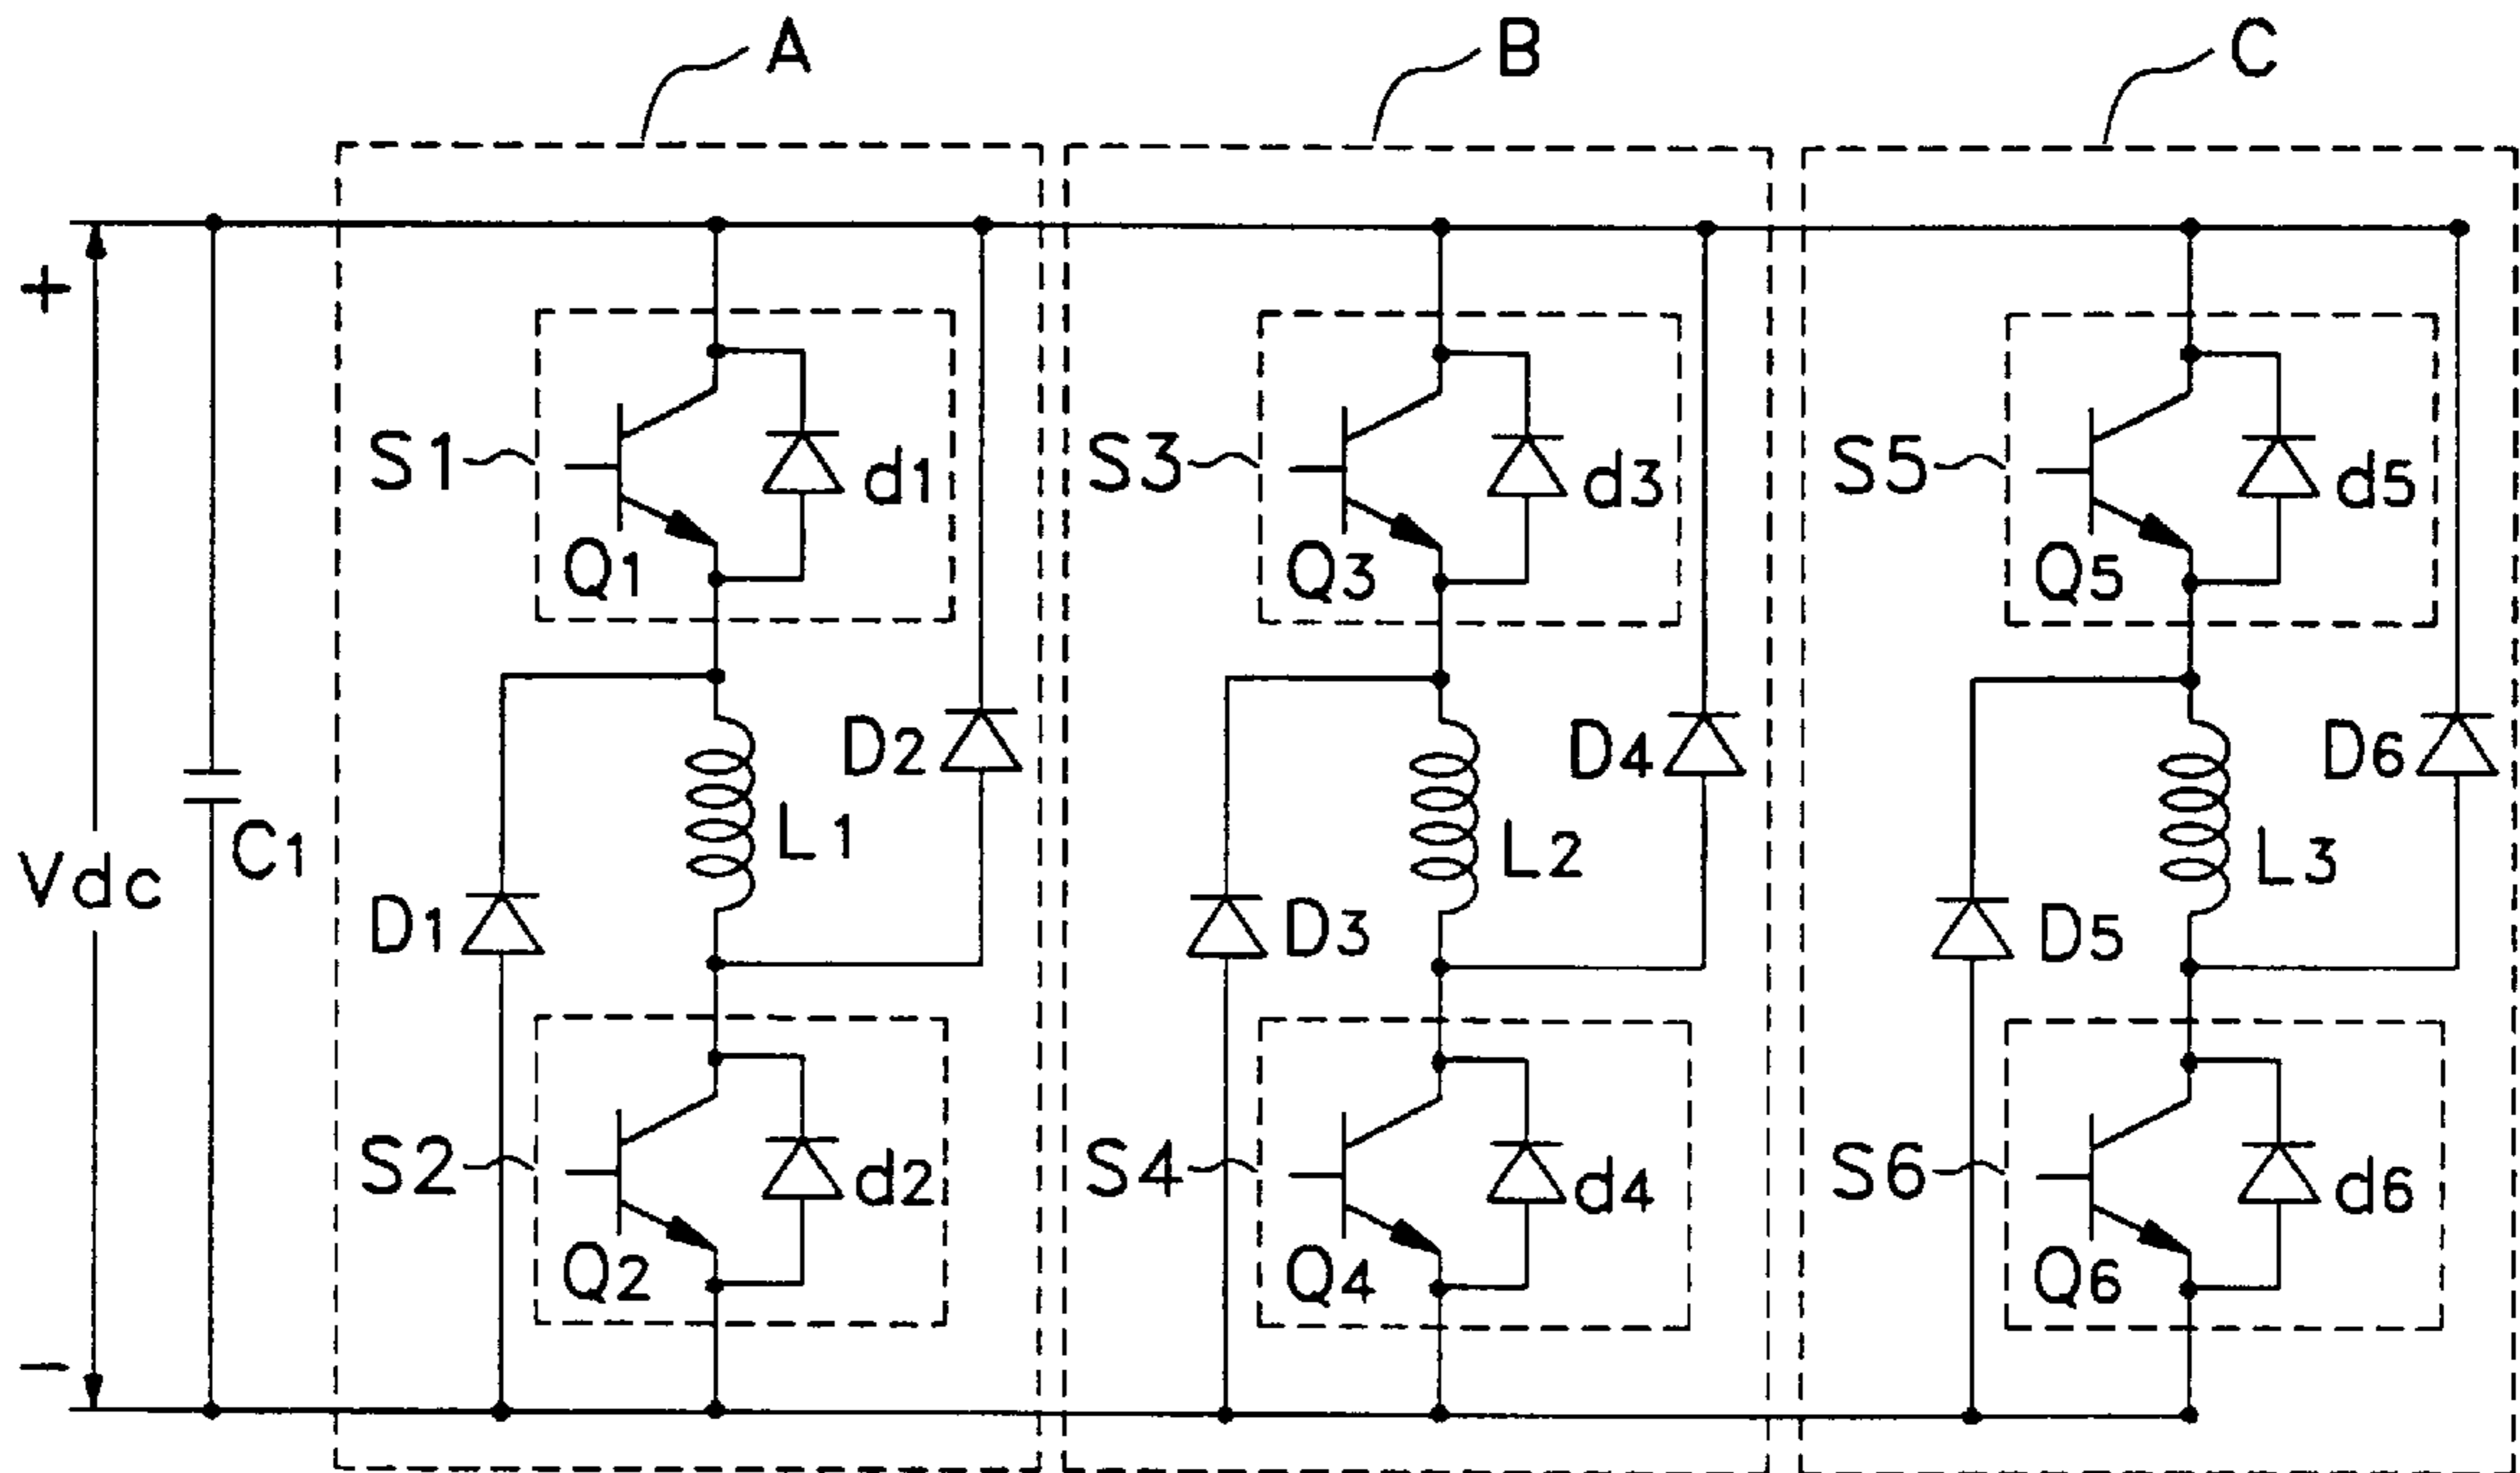 A B C
+
S1 d1 S3 d3 S5 d5
Q1 Q3 Q5
D2 D4 D6
L1 L2 L3
Vdc C1
D1 D3 D5
S2 d2 S4 d4 S6 d6
Q2 Q4 Q6
−